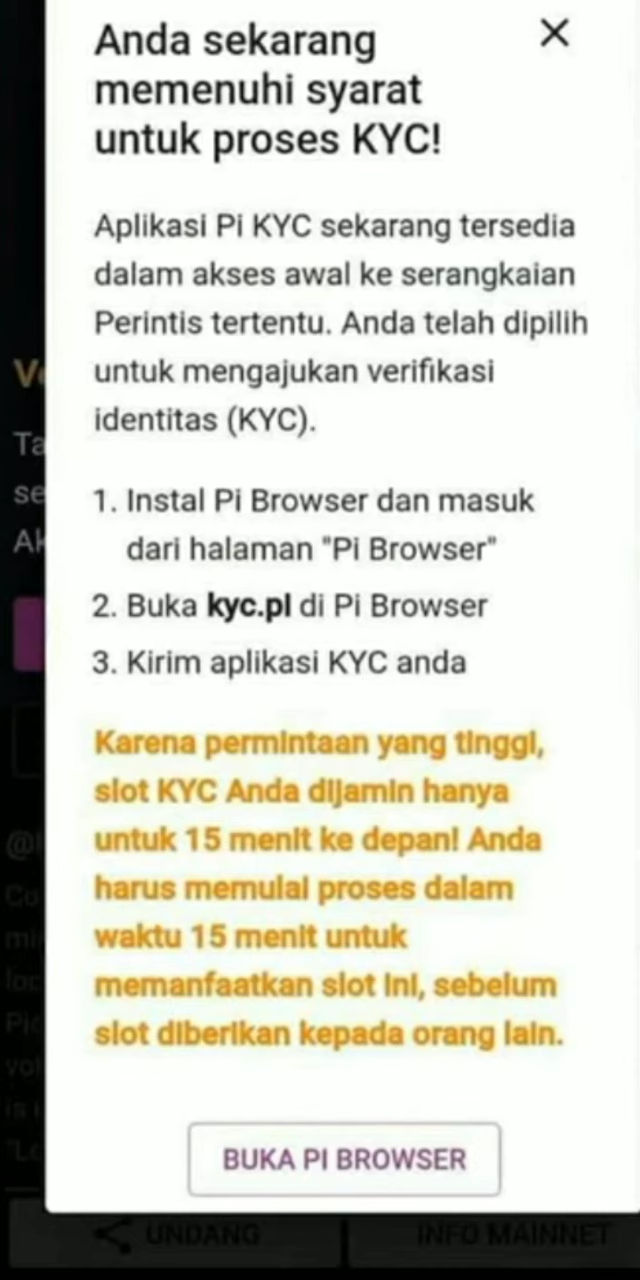 Anda sekarang
memenuhi syarat
untuk proses KYC!
Aplikasi Pi KYC sekarang tersedia
dalam akses awal ke serangkaian
Perintis tertentu. Anda telah dipilih
untuk mengajukan verifikasi
identitas (KYC).
1. Instal Pi Browser dan masuk
dari halaman "Pi Browser"
2. Buka kyc.pi di Pi Browser
3. Kirim aplikasi KYC anda
Karena permintaan yang tinggi,
slot KYC Anda dijamin hanya
untuk 15 menit ke depan! Anda
harus memulai proses dalam
waktu 15 menit untuk
memanfaatkan slot ini, sebelum
slot diberikan kepada orang lain.
BUKA PI BROWSER
UNDANG
INFO MAINNET